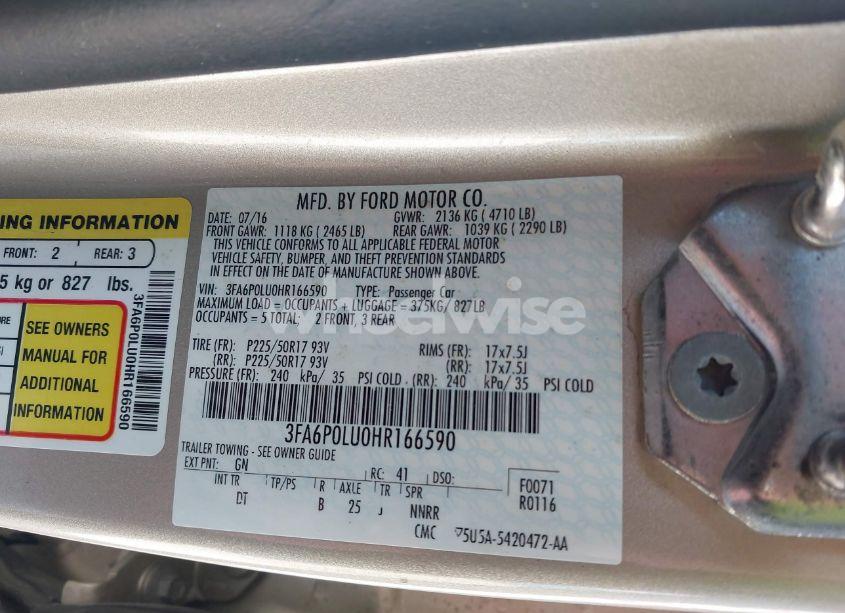 ING INFORMATION
FRONT: 2 REAR: 3
5 kg or 827 lbs.
SEE OWNERS
MANUAL FOR
ADDITIONAL
INFORMATION
3FA6P0LU0HR166590
MFD. BY FORD MOTOR CO.
DATE: 07/16 GVWR: 2136 KG ( 4710 LB)
FRONT GAWR: 1118 KG ( 2465 LB) REAR GAWR: 1039 KG ( 2290 LB)
THIS VEHICLE CONFORMS TO ALL APPLICABLE FEDERAL MOTOR
VEHICLE SAFETY, BUMPER, AND THEFT PREVENTION STANDARDS
IN EFFECT ON THE DATE OF MANUFACTURE SHOWN ABOVE.
VIN: 3FA6P0LU0HR166590 TYPE: Passenger Car
MAXIMUM LOAD = OCCUPANTS + LUGGAGE = 375KG/ 827LB
OCCUPANTS = 5 TOTAL: 2 FRONT, 3 REAR
wheelwise
TIRE (FR): P225/50R17 93V RIMS (FR): 17x7.5J
(RR): P225/50R17 93V (RR): 17x7.5J
PRESSURE (FR): 240 kPa/ 35 PSI COLD (RR): 240 kPa/ 35 PSI COLD
3FA6P0LU0HR166590
TRAILER TOWING - SEE OWNER GUIDE
EXT PNT: GN RC: 41 DSO:
INT TR TP/PS R AXLE TR SPR F0071
DT B 25 J NNRR R0116
CMC ▽5U5A-5420472-AA